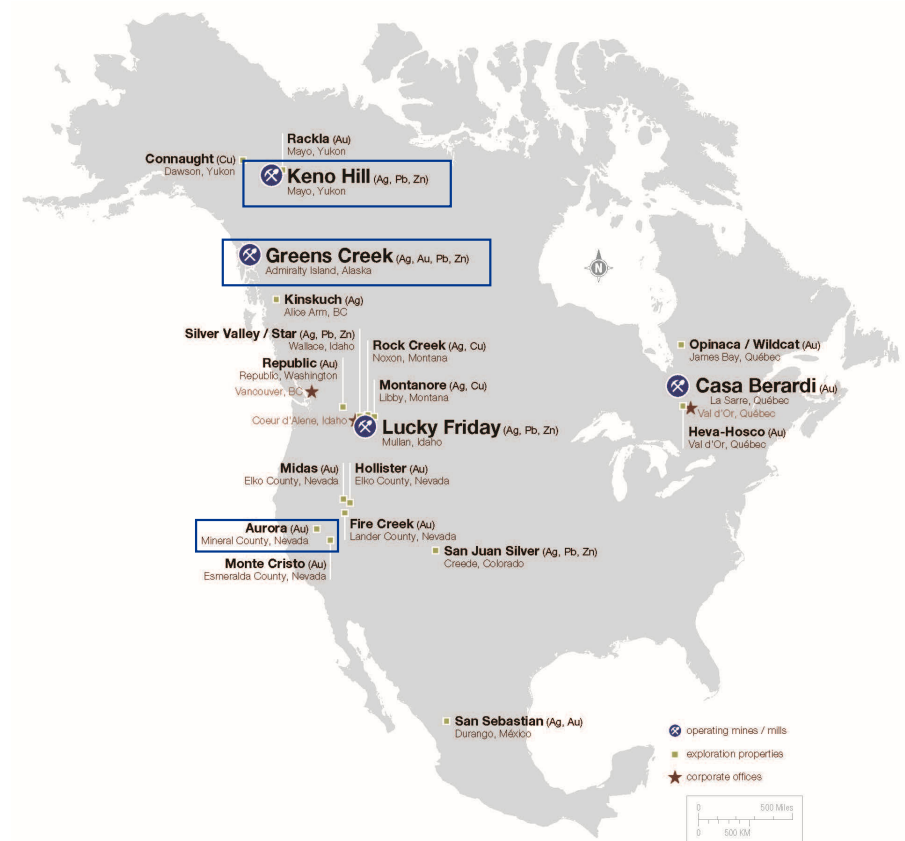 Rackla (Au)
Mayo, Yukon
Connaught (Cu)
Dawson, Yukon
Keno Hill (Ag, Pb, Zn)
Mayo, Yukon
Greens Creek (Ag, Au, Pb, Zn)
Admiralty Island, Alaska
N
Kinskuch (Ag)
Alice Arm, BC
Silver Valley / Star (Ag, Pb, Zn)
Wallace, Idaho
Rock Creek (Ag, Cu)
Noxon, Montana
Republic (Au)
Republic, Washington
Vancouver, BC
Montanore (Ag, Cu)
Libby, Montana
Coeur d'Alene, Idaho
Lucky Friday (Ag, Pb, Zn)
Mullan, Idaho
Opinaca / Wildcat (Au)
James Bay, Québec
Casa Berardi (Au)
La Sarre, Québec
Val d'Or, Québec
Heva-Hosco (Au)
Val d'Or, Québec
Midas (Au)
Elko County, Nevada
Hollister (Au)
Elko County, Nevada
Aurora (Au)
Mineral County, Nevada
Fire Creek (Au)
Lander County, Nevada
Monte Cristo (Au)
Esmeralda County, Nevada
San Juan Silver (Ag, Pb, Zn)
Creede, Colorado
San Sebastian (Ag, Au)
Durango, México
operating mines / mills
exploration properties
corporate offices
0 500 Miles
0 500 KM